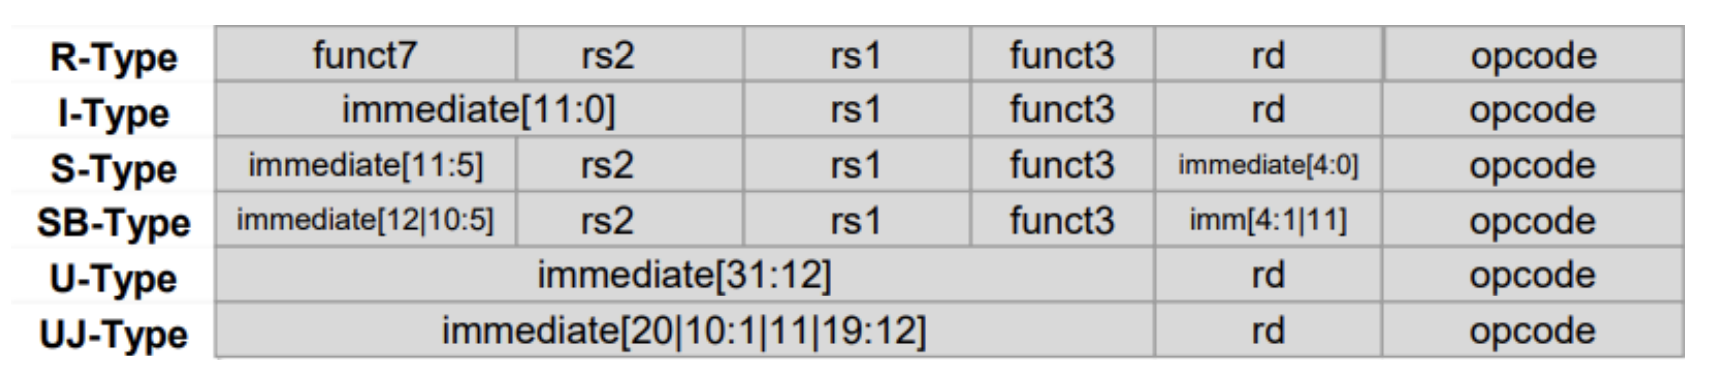 R-Type funct7 rs2 rs1 funct3 rd opcode
I-Type immediate[11:0] rs1 funct3 rd opcode
S-Type immediate[11:5] rs2 rs1 funct3 immediate[4:0] opcode
SB-Type immediate[12|10:5] rs2 rs1 funct3 imm[4:1|11] opcode
U-Type immediate[31:12] rd opcode
UJ-Type immediate[20|10:1|11|19:12] rd opcode